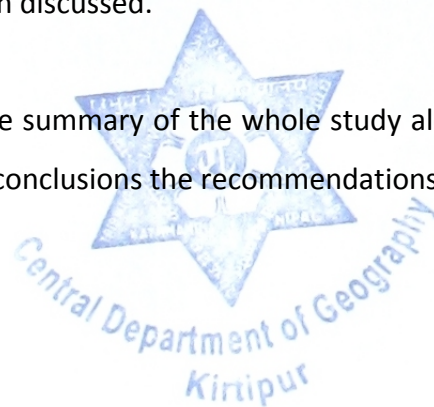 n discussed.
e summary of the whole study al
conclusions the recommendations
Central Department of Geography
Kirtipur